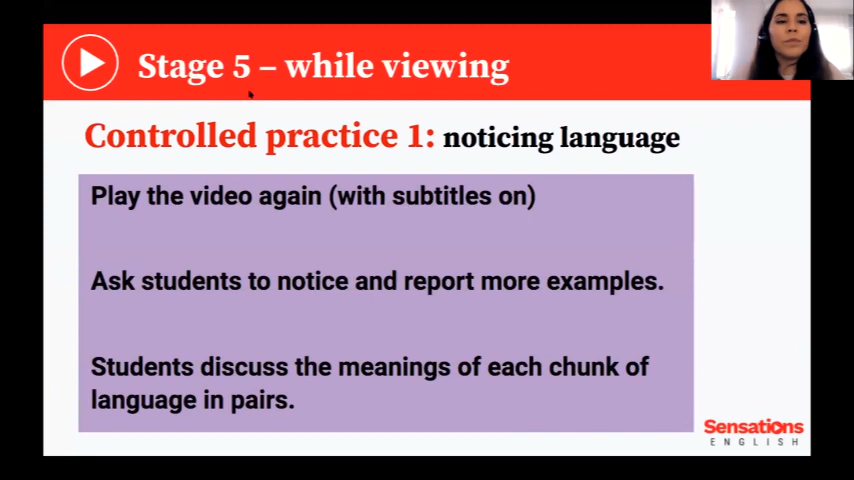 Stage 5 – while viewing
Controlled practice 1: noticing language
Play the video again (with subtitles on)
Ask students to notice and report more examples.
Students discuss the meanings of each chunk of
language in pairs.
Sensations
ENGLISH